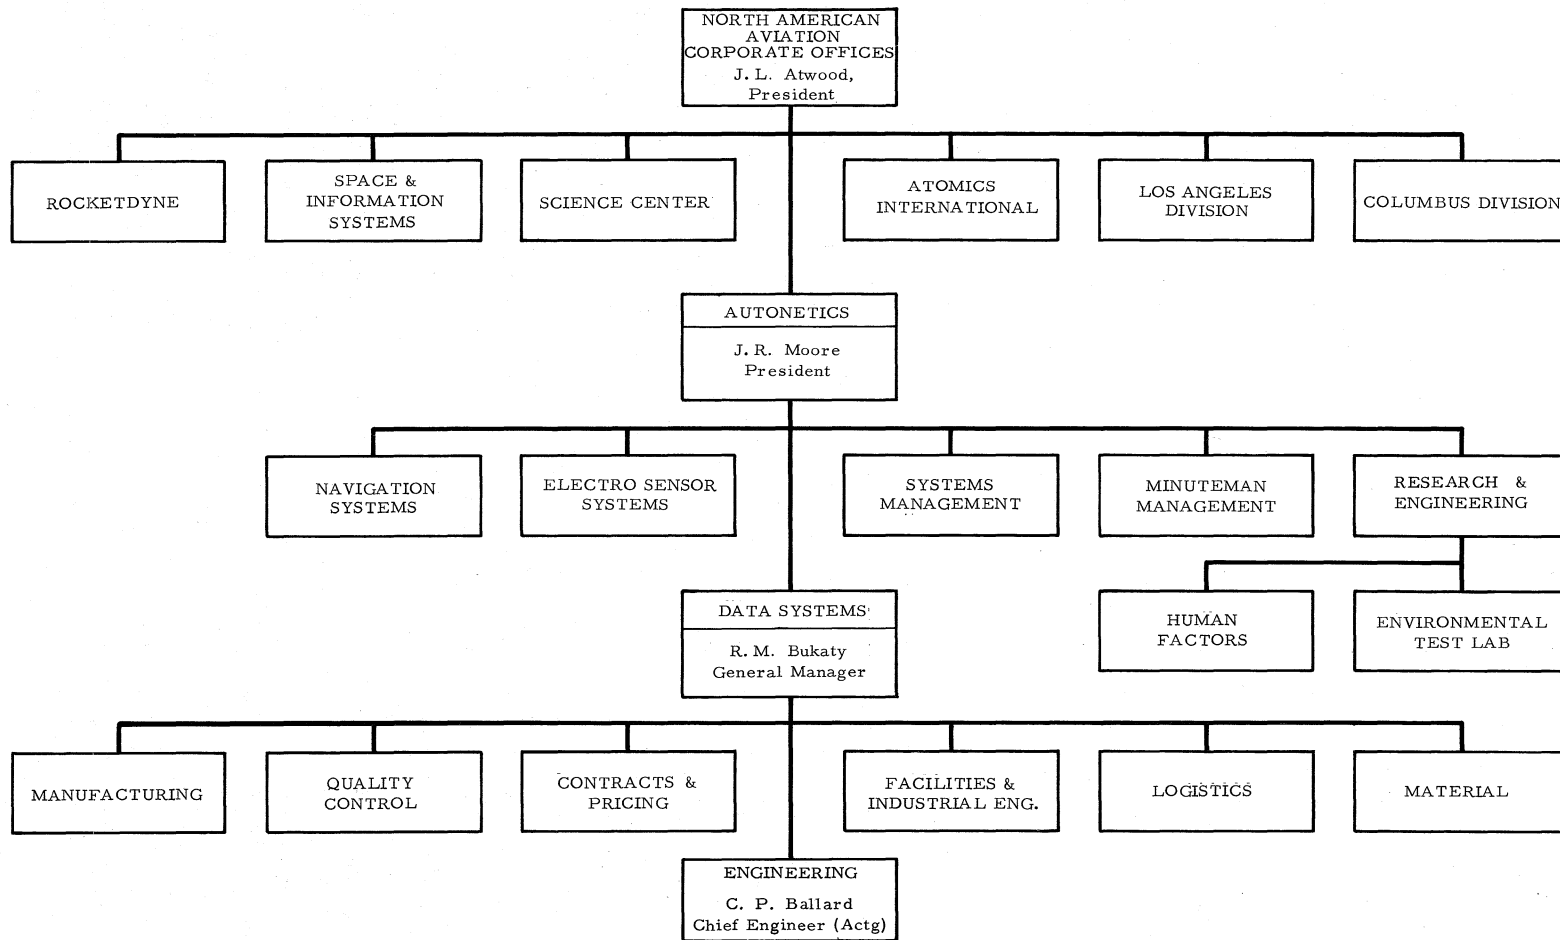 NORTH AMERICAN
AVIATION
CORPORATE OFFICES
J. L. Atwood,
President
ROCKETDYNE
SPACE &
INFORMATION
SYSTEMS
SCIENCE CENTER
ATOMICS
INTERNATIONAL
LOS ANGELES
DIVISION
COLUMBUS DIVISION
AUTONETICS
J. R. Moore
President
NAVIGATION
SYSTEMS
ELECTRO SENSOR
SYSTEMS
SYSTEMS
MANAGEMENT
MINUTEMAN
MANAGEMENT
RESEARCH &
ENGINEERING
HUMAN
FACTORS
ENVIRONMENTAL
TEST LAB
DATA SYSTEMS
R. M. Bukaty
General Manager
MANUFACTURING
QUALITY
CONTROL
CONTRACTS &
PRICING
FACILITIES &
INDUSTRIAL ENG.
LOGISTICS
MATERIAL
ENGINEERING
C. P. Ballard
Chief Engineer (Actg)